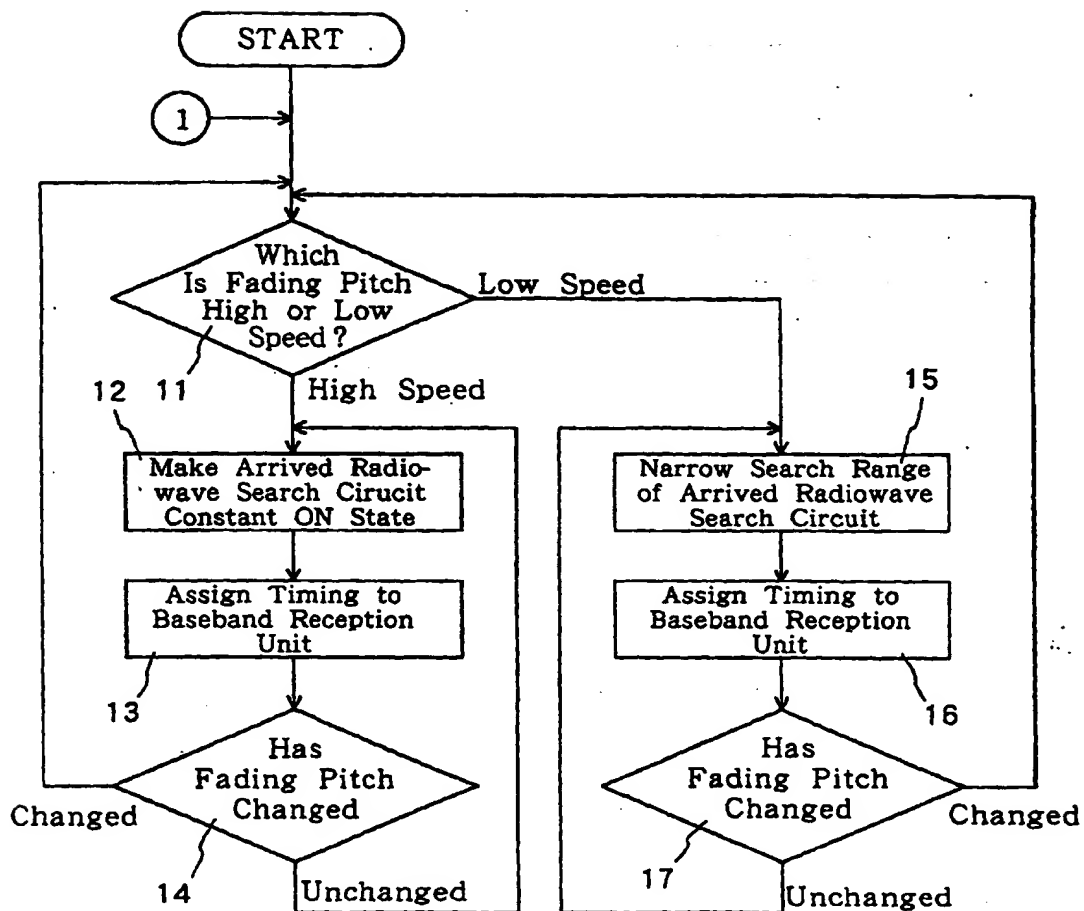 START
1
Which
Is Fading Pitch
High or Low
Speed?
Low Speed
11
High Speed
12
Make Arrived Radio-
wave Search Cirucit
Constant ON State
15
Narrow Search Range
of Arrived Radiowave
Search Circuit
Assign Timing to
Baseband Reception
Unit
13
Assign Timing to
Baseband Reception
Unit
16
Has
Fading Pitch
Changed
Changed
14
Unchanged
Has
Fading Pitch
Changed
Changed
17
Unchanged